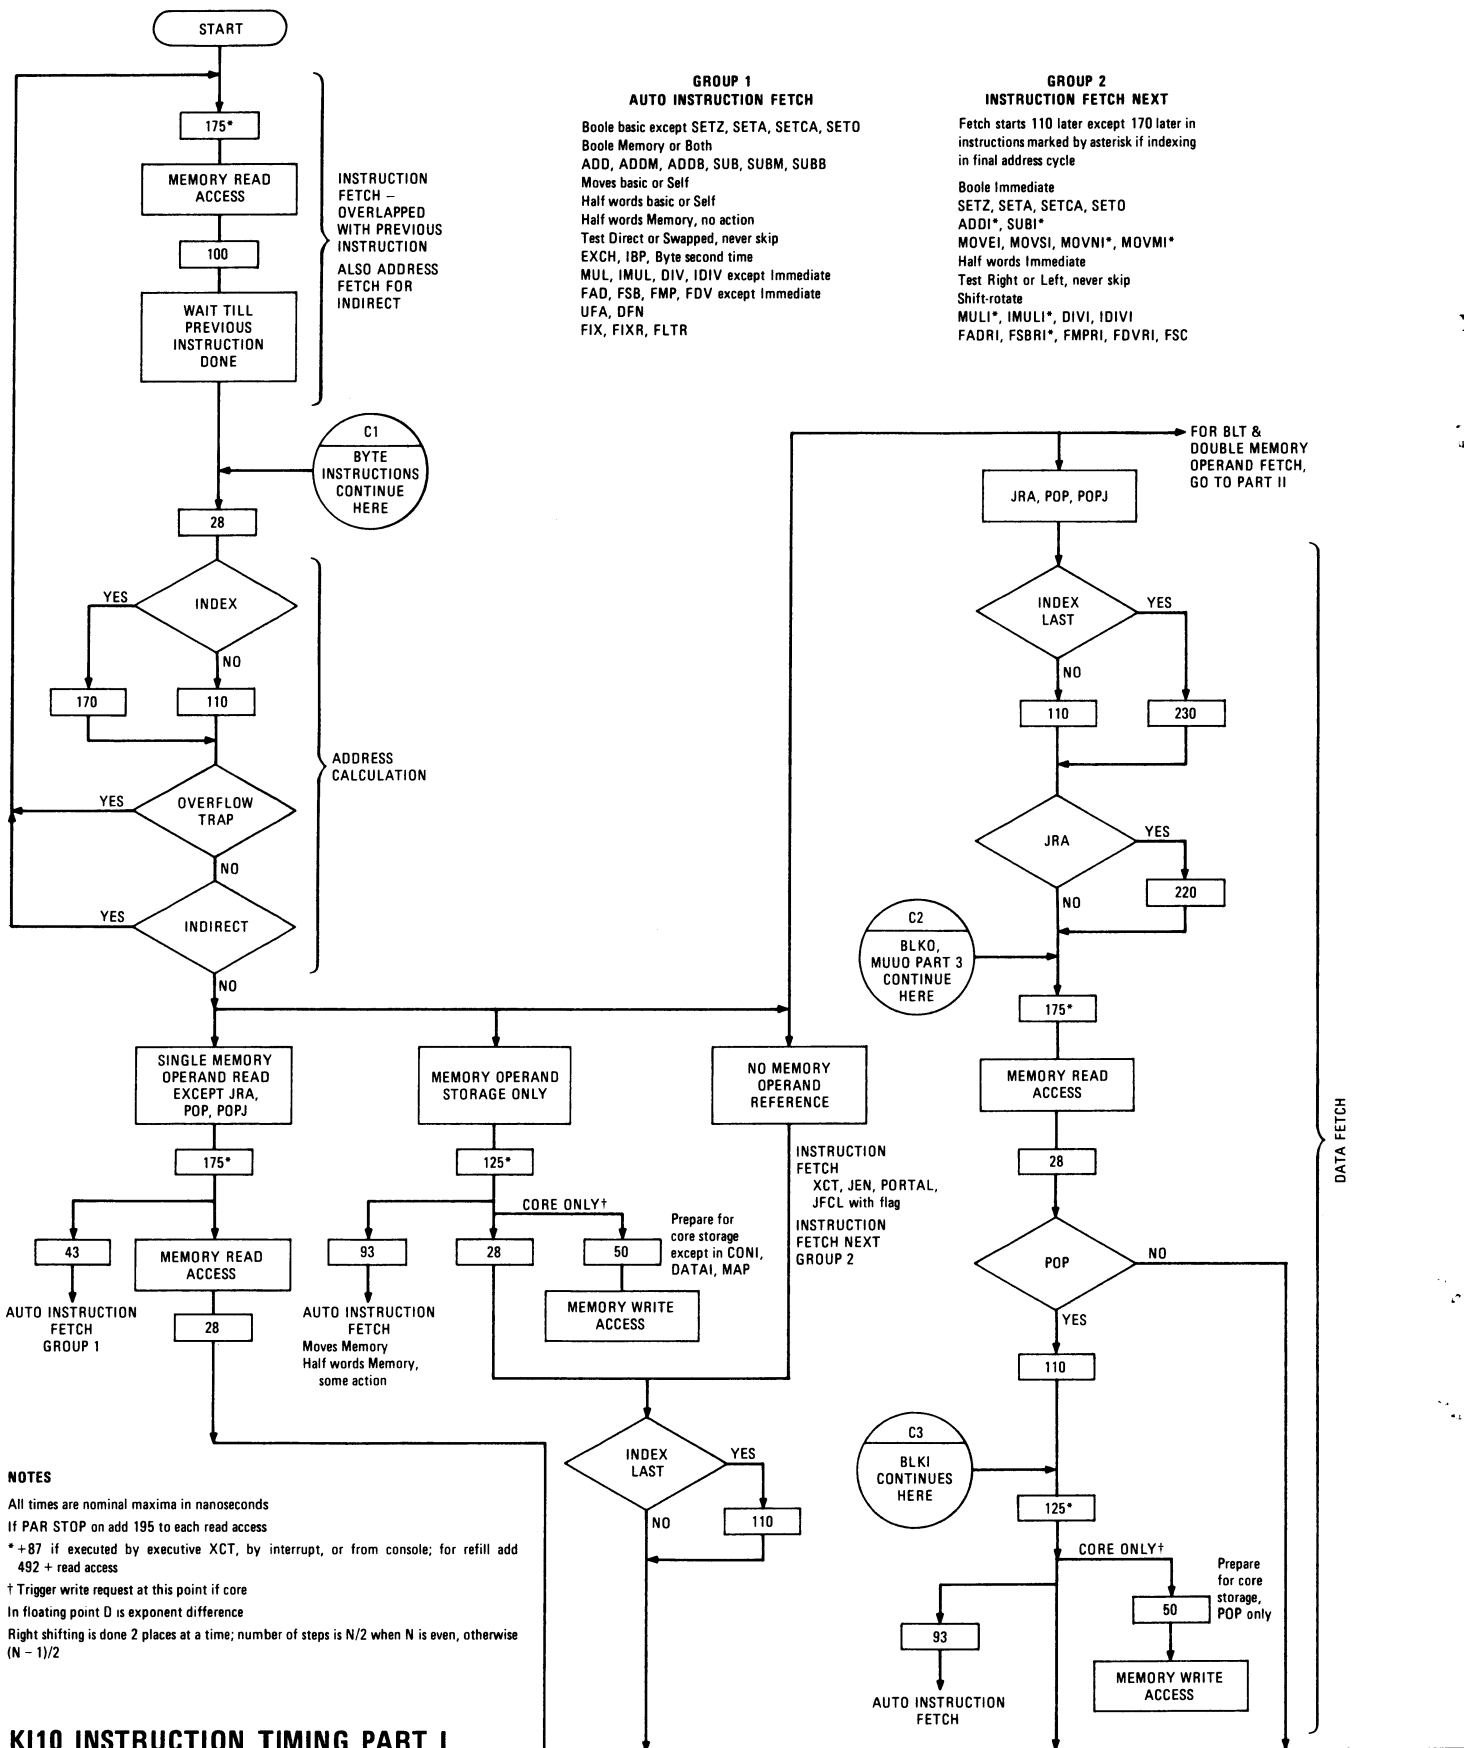 START
175*
MEMORY READ
ACCESS
100
WAIT TILL
PREVIOUS
INSTRUCTION
DONE
INSTRUCTION
FETCH –
OVERLAPPED
WITH PREVIOUS
INSTRUCTION
ALSO ADDRESS
FETCH FOR
INDIRECT
GROUP 1
AUTO INSTRUCTION FETCH
Boole basic except SETZ, SETA, SETCA, SETO
Boole Memory or Both
ADD, ADDM, ADDB, SUB, SUBM, SUBB
Moves basic or Self
Half words basic or Self
Half words Memory, no action
Test Direct or Swapped, never skip
EXCH, IBP, Byte second time
MUL, IMUL, DIV, IDIV except Immediate
FAD, FSB, FMP, FDV except Immediate
UFA, DFN
FIX, FIXR, FLTR
GROUP 2
INSTRUCTION FETCH NEXT
Fetch starts 110 later except 170 later in
instructions marked by asterisk if indexing
in final address cycle
Boole Immediate
SETZ, SETA, SETCA, SETO
ADDI*, SUBI*
MOVEI, MOVSI, MOVNI*, MOVMI*
Half words Immediate
Test Right or Left, never skip
Shift-rotate
MULI*, IMULI*, DIVI, IDIVI
FADRI, FSBRI*, FMPRI, FDVRI, FSC
C1
BYTE
INSTRUCTIONS
CONTINUE
HERE
28
INDEX
YES
NO
170
110
OVERFLOW
TRAP
YES
NO
INDIRECT
YES
NO
ADDRESS
CALCULATION
SINGLE MEMORY
OPERAND READ
EXCEPT JRA,
POP, POPJ
175*
43
AUTO INSTRUCTION
FETCH
GROUP 1
MEMORY READ
ACCESS
28
MEMORY OPERAND
STORAGE ONLY
125*
CORE ONLY†
93
28
50
AUTO INSTRUCTION
FETCH
Moves Memory
Half words Memory,
some action
Prepare for
core storage
except in CONI,
DATAI, MAP
MEMORY WRITE
ACCESS
NO MEMORY
OPERAND
REFERENCE
INSTRUCTION
FETCH
XCT, JEN, PORTAL,
JFCL with flag
INSTRUCTION
FETCH NEXT
GROUP 2
INDEX
LAST
YES
NO
110
FOR BLT &
DOUBLE MEMORY
OPERAND FETCH,
GO TO PART II
JRA, POP, POPJ
INDEX
LAST
YES
NO
110
230
JRA
YES
NO
220
C2
BLKO,
MUUO PART 3
CONTINUE
HERE
175*
MEMORY READ
ACCESS
28
POP
NO
YES
110
C3
BLKI
CONTINUES
HERE
125*
CORE ONLY†
93
50
Prepare
for core
storage,
POP only
AUTO INSTRUCTION
FETCH
MEMORY WRITE
ACCESS
DATA FETCH
NOTES
All times are nominal maxima in nanoseconds
If PAR STOP on add 195 to each read access
* +87 if executed by executive XCT, by interrupt, or from console; for refill add
492 + read access
† Trigger write request at this point if core
In floating point D is exponent difference
Right shifting is done 2 places at a time; number of steps is N/2 when N is even, otherwise
(N – 1)/2
KI10 INSTRUCTION TIMING PART I